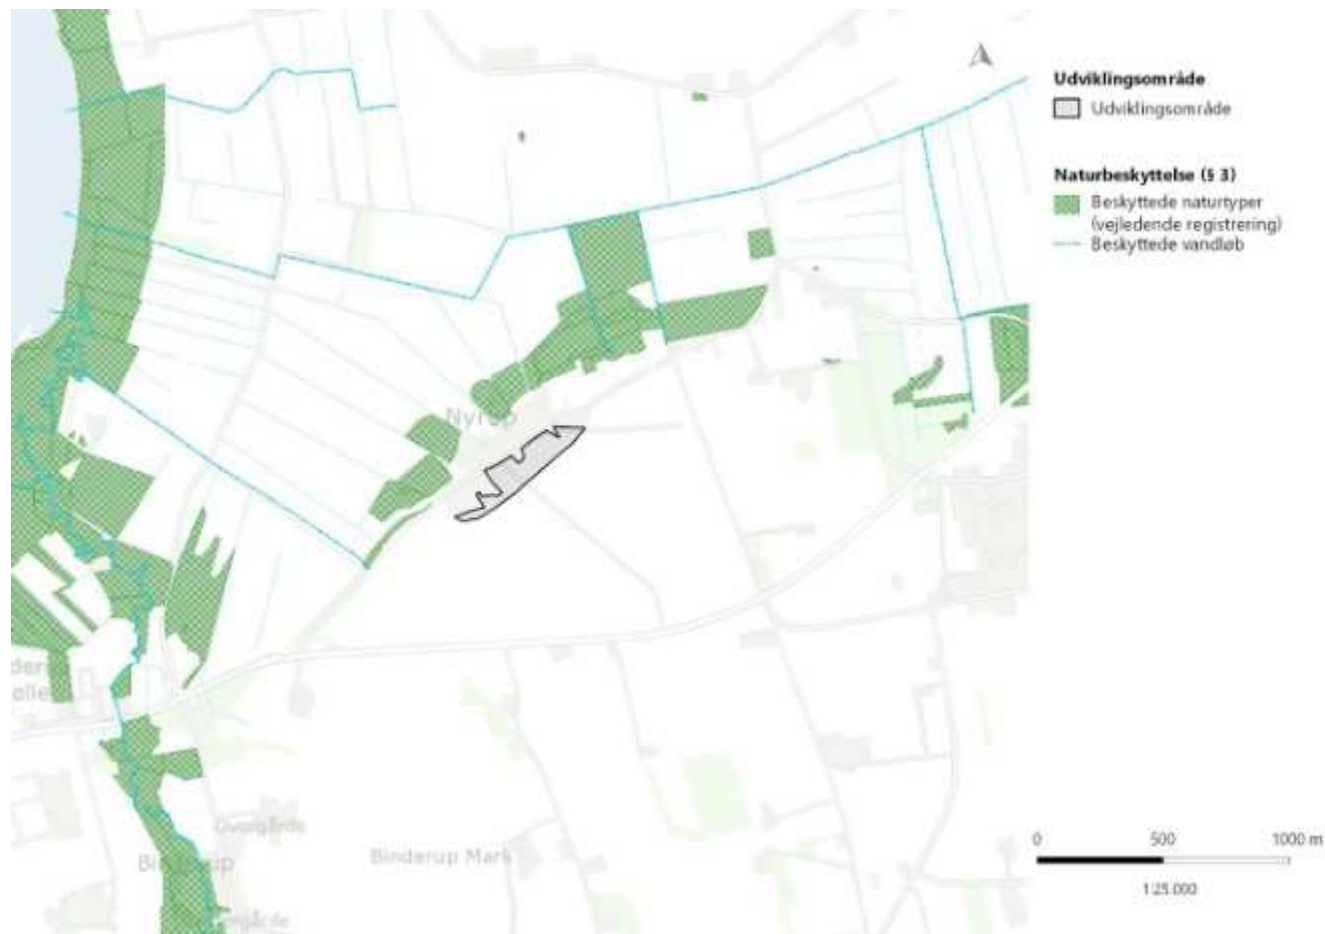 Udviklingsområde
Udviklingsområde
Naturbeskyttelse (§ 3)
Beskyttede naturtyper
(vejledende registrering)
Beskyttede vandløb
Nyrup
Binderup Mark
Binderup
0 500 1000 m
1:25.000